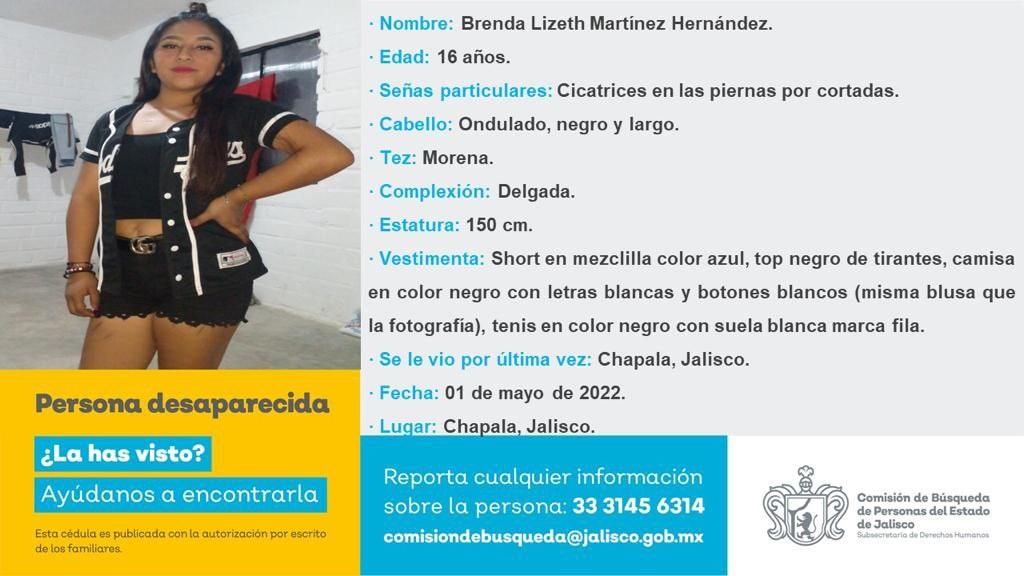 · Nombre: Brenda Lizeth Martínez Hernández.
· Edad: 16 años.
· Señas particulares: Cicatrices en las piernas por cortadas.
· Cabello: Ondulado, negro y largo.
· Tez: Morena.
· Complexión: Delgada.
· Estatura: 150 cm.
· Vestimenta: Short en mezclilla color azul, top negro de tirantes, camisa
en color negro con letras blancas y botones blancos (misma blusa que
la fotografía), tenis en color negro con suela blanca marca fila.
· Se le vio por última vez: Chapala, Jalisco.
· Fecha: 01 de mayo de 2022.
· Lugar: Chapala, Jalisco.
Persona desaparecida
¿La has visto?
Ayúdanos a encontrarla
Esta cédula es publicada con la autorización por escrito
de los familiares.
Reporta cualquier información
sobre la persona: 33 3145 6314
comisiondebusqueda@jalisco.gob.mx
Comisión de Búsqueda
de Personas del Estado
de Jalisco
Subsecretaría de Derechos Humanos